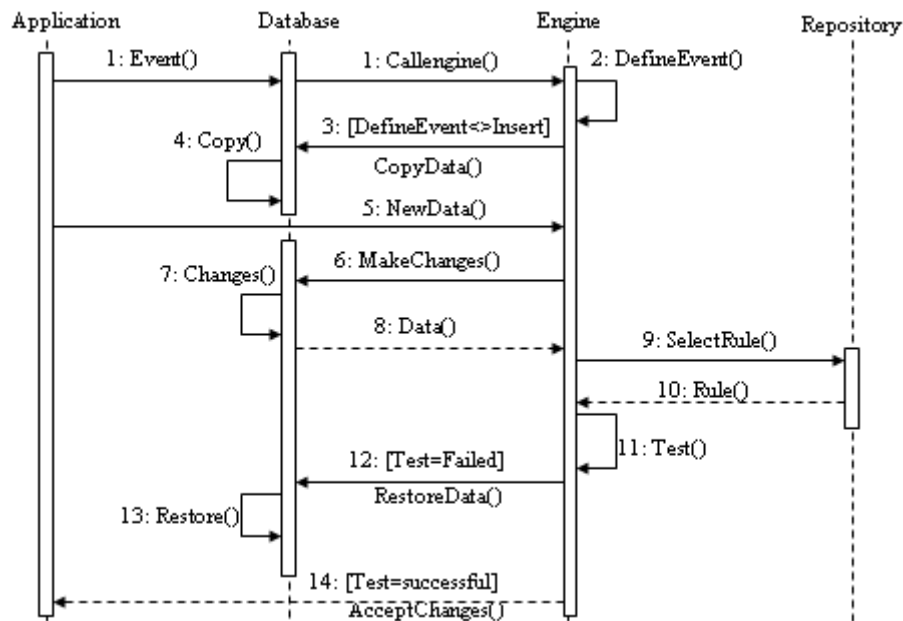 Application
Database
Engine
Repository
1: Event()
1: Callengine()
2: DefineEvent()
3: [DefineEvent<>Insert]
4: Copy()
CopyData()
5: NewData()
6: MakeChanges()
7: Changes()
8: Data()
9: SelectRule()
10: Rule()
11: Test()
12: [Test=Failed]
RestoreData()
13: Restore()
14: [Test=successful]
AcceptChanges()